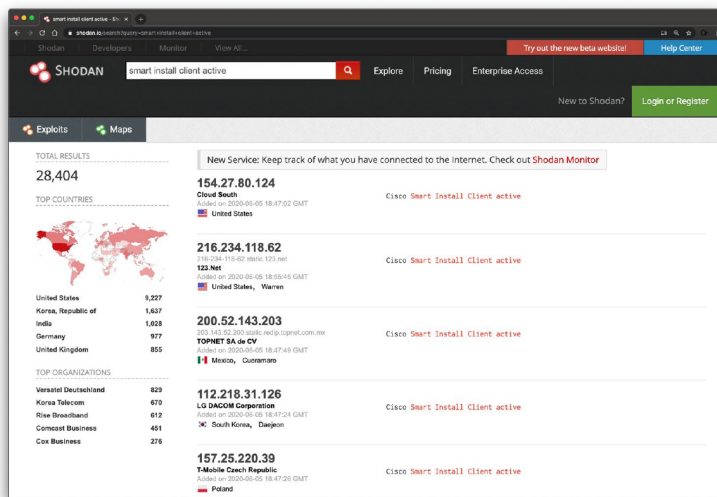 smart install client active - Sh
shodan.io/search?query=smart+install+client+active
Shodan Developers Monitor View All...
Try out the new beta website! Help Center
SHODAN
smart install client active
Explore Pricing Enterprise Access
New to Shodan? Login or Register
Exploits Maps
TOTAL RESULTS
28,404
TOP COUNTRIES
United States 9,227
Korea, Republic of 1,637
India 1,028
Germany 977
United Kingdom 855
TOP ORGANIZATIONS
Versatel Deutschland 829
Korea Telecom 670
Rise Broadband 612
Comcast Business 451
Cox Business 276
New Service: Keep track of what you have connected to the Internet. Check out Shodan Monitor
154.27.80.124
Cloud South
Added on 2020-06-05 18:47:02 GMT
United States
Cisco Smart Install Client active
216.234.118.62
216-234-118-62.static.123.net
123.Net
Added on 2020-06-05 18:55:45 GMT
United States, Warren
Cisco Smart Install Client active
200.52.143.203
203.143.52.200.static.redip.topnet.com.mx
TOPNET SA de CV
Added on 2020-06-05 18:47:49 GMT
Mexico, Cueramaro
Cisco Smart Install Client active
112.218.31.126
LG DACOM Corporation
Added on 2020-06-05 18:47:24 GMT
South Korea, Daejeon
Cisco Smart Install Client active
157.25.220.39
T-Mobile Czech Republic
Added on 2020-06-05 18:47:26 GMT
Poland
Cisco Smart Install Client active